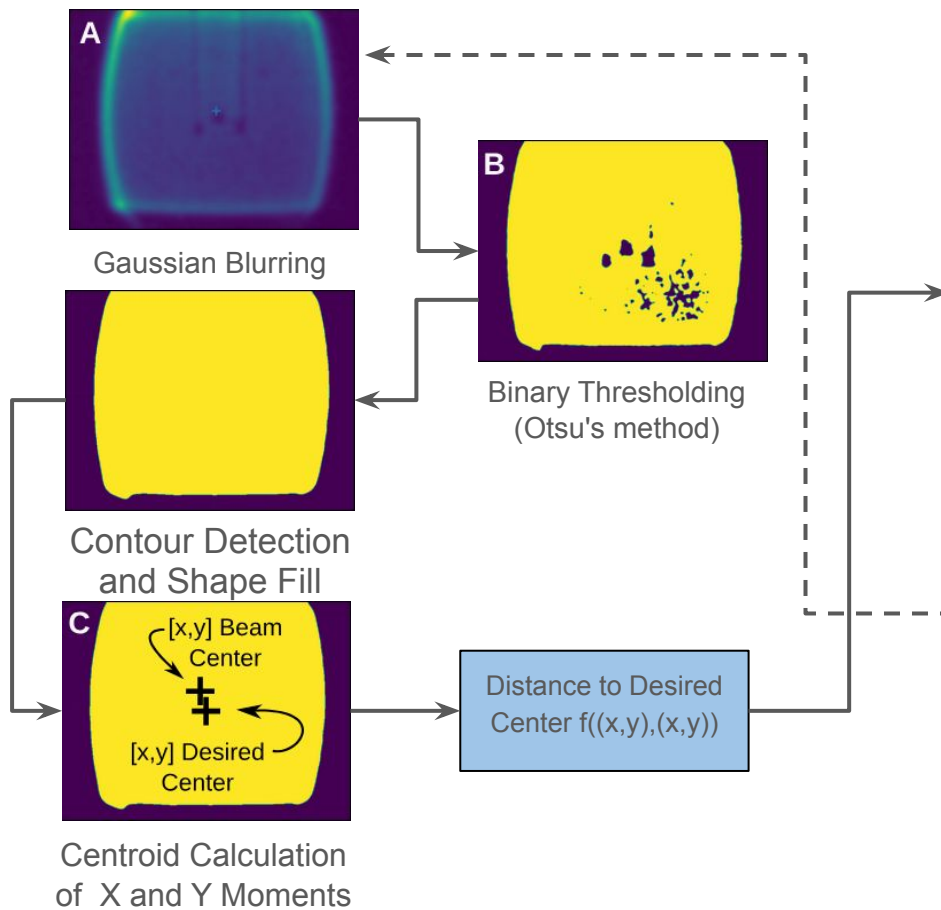 A
Gaussian Blurring
B
Binary Thresholding
(Otsu's method)
Contour Detection
and Shape Fill
C
[x,y] Beam
Center
[x,y] Desired
Center
Centroid Calculation
of X and Y Moments
Distance to Desired
Center f((x,y),(x,y))